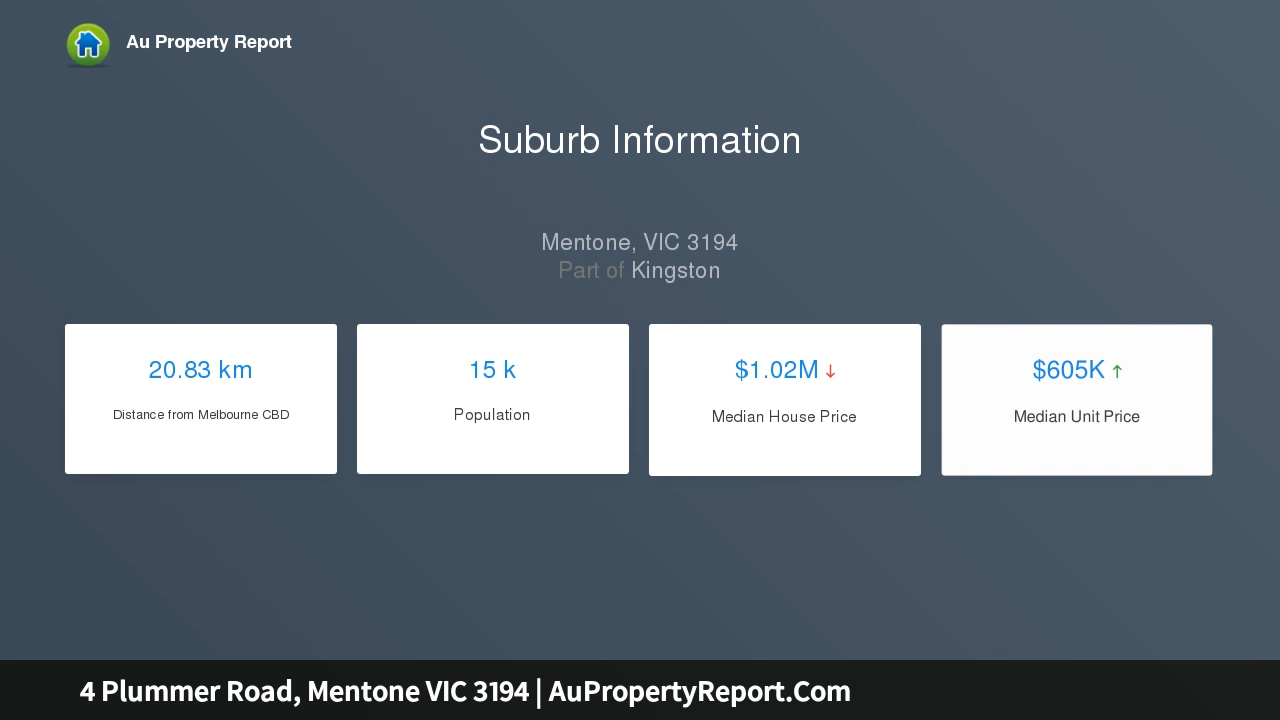 Au Property Report
Suburb Information
Mentone, VIC 3194
Part of Kingston
20.83 km
Distance from Melbourne CBD
15 k
Population
$1.02M ↓
Median House Price
$605K ↑
Median Unit Price
4 Plummer Road, Mentone VIC 3194 | AuPropertyReport.Com